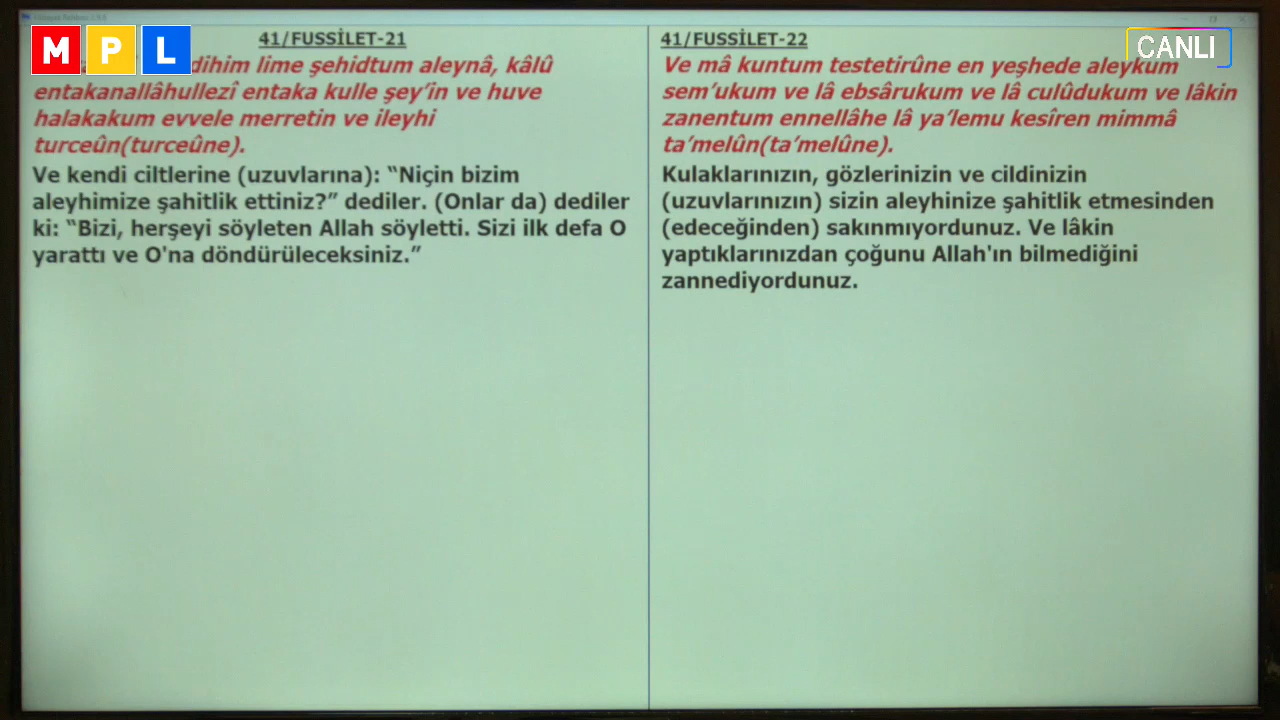 MPL
CANLI
41/FUSSİLET-21
dihim lime şehidtum aleynâ, kâlû
entakanallâhullezî entaka kulle şey’in ve huve
halakakum evvele merretin ve ileyhi
turceûn(turceûne).
Ve kendi ciltlerine (uzuvlarına): “Niçin bizim
aleyhimize şahitlik ettiniz?” dediler. (Onlar da) dediler
ki: “Bizi, herşeyi söyleten Allah söyletti. Sizi ilk defa O
yarattı ve O'na döndürüleceksiniz.”
41/FUSSİLET-22
Ve mâ kuntum testetirûne en yeşhede aleykum
sem’ukum ve lâ ebsârukum ve lâ culûdukum ve lâkin
zanentum ennellâhe lâ ya’lemu kesîren mimmâ
ta’melûn(ta’melûne).
Kulaklarınızın, gözlerinizin ve cildinizin
(uzuvlarınızın) sizin aleyhinize şahitlik etmesinden
(edeceğinden) sakınmıyordunuz. Ve lâkin
yaptıklarınızdan çoğunu Allah'ın bilmediğini
zannediyordunuz.